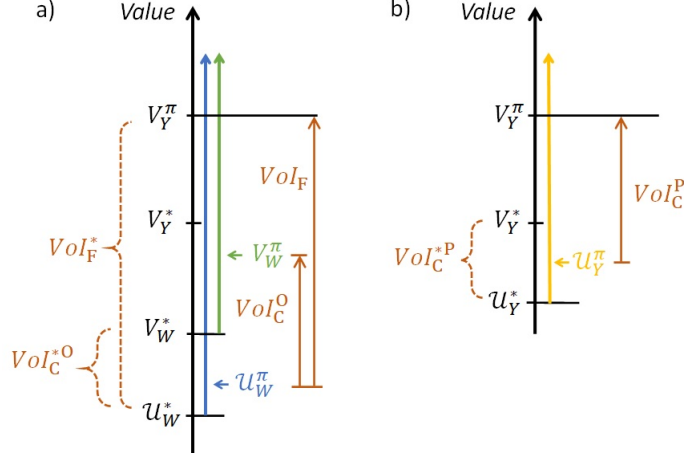 a)
Value
V_Y^π
VoI_F
V_Y^*
VoI_F^*
V_W^π
VoI_C^O
V_W^*
VoI_C^{*O}
𝒰_W^π
𝒰_W^*
b)
Value
V_Y^π
VoI_C^P
V_Y^*
VoI_C^{*P}
𝒰_Y^π
𝒰_Y^*